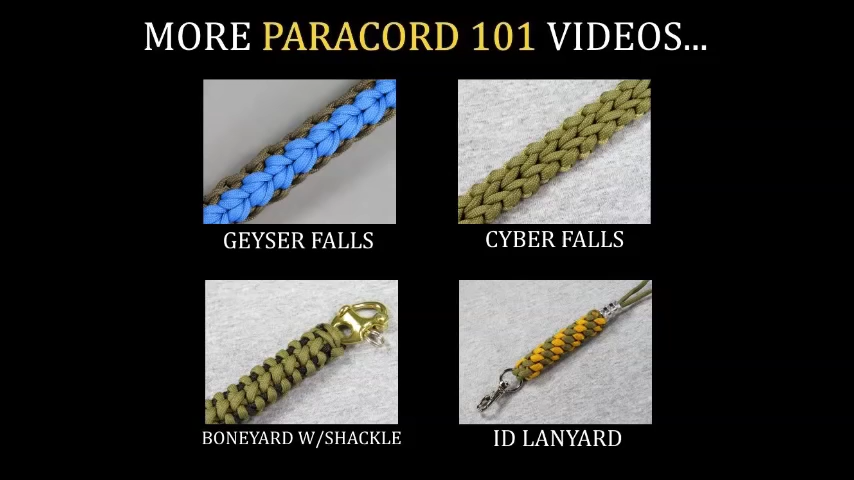 MORE PARACORD 101 VIDEOS...
GEYSER FALLS
CYBER FALLS
BONEYARD W/SHACKLE
ID LANYARD